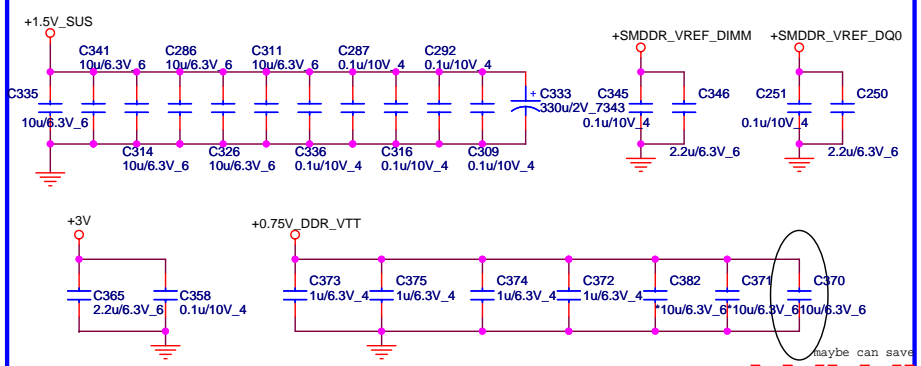 +1.5V_SUS
+SMDDR_VREF_DIMM
+SMDDR_VREF_DQ0
C341
C286
C311
C287
C292
10u/6.3V_6
10u/6.3V_6
10u/6.3V_6
0.1u/10V_4
0.1u/10V_4
C335
+
C333
C345
C346
C251
C250
330u/2V_7343
10u/6.3V_6
0.1u/10V_4
0.1u/10V_4
C314
C326
C336
C316
C309
2.2u/6.3V_6
2.2u/6.3V_6
10u/6.3V_6
10u/6.3V_6
0.1u/10V_4
0.1u/10V_4
0.1u/10V_4
+3V
+0.75V_DDR_VTT
C373
C375
C374
C372
C382
C371
C370
C365
C358
1u/6.3V_4
1u/6.3V_4
1u/6.3V_4
1u/6.3V_4
2.2u/6.3V_6
0.1u/10V_4
*10u/6.3V_6
*10u/6.3V_6
10u/6.3V_6
maybe can save